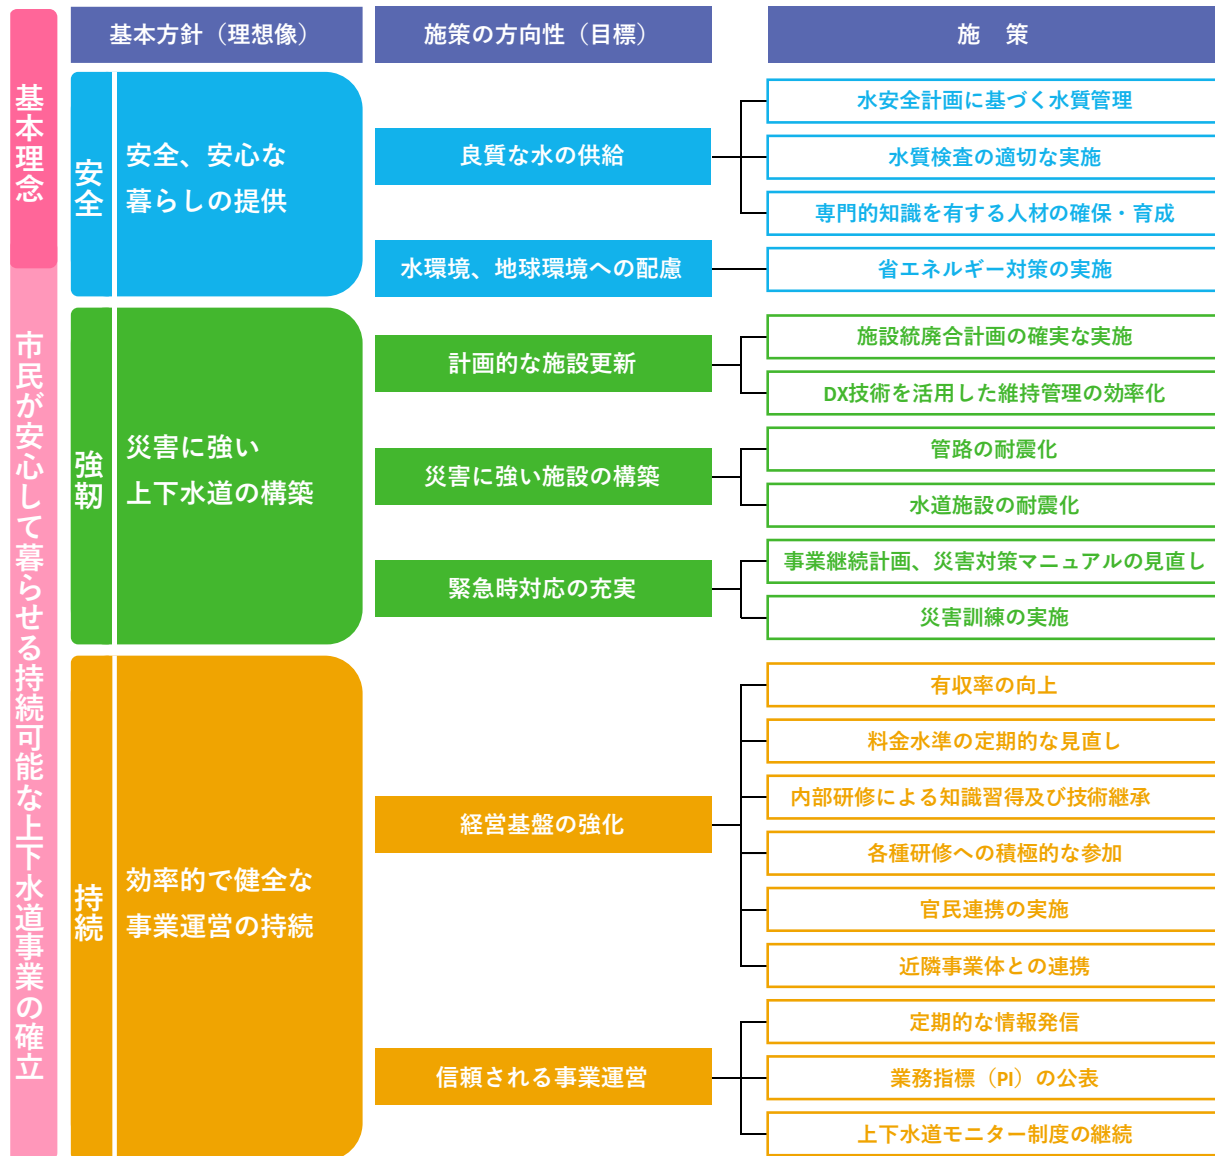 基本理念
市民が安心して暮らせる持続可能な上下水道事業の確立
基本方針（理想像）
施策の方向性（目標）
施　策
安全
安全、安心な
暮らしの提供
良質な水の供給
水安全計画に基づく水質管理
水質検査の適切な実施
専門的知識を有する人材の確保・育成
水環境、地球環境への配慮
省エネルギー対策の実施
強靭
災害に強い
上下水道の構築
計画的な施設更新
施設統廃合計画の確実な実施
DX技術を活用した維持管理の効率化
災害に強い施設の構築
管路の耐震化
水道施設の耐震化
緊急時対応の充実
事業継続計画、災害対策マニュアルの見直し
災害訓練の実施
持続
効率的で健全な
事業運営の持続
経営基盤の強化
有収率の向上
料金水準の定期的な見直し
内部研修による知識習得及び技術継承
各種研修への積極的な参加
官民連携の実施
近隣事業体との連携
信頼される事業運営
定期的な情報発信
業務指標（PI）の公表
上下水道モニター制度の継続